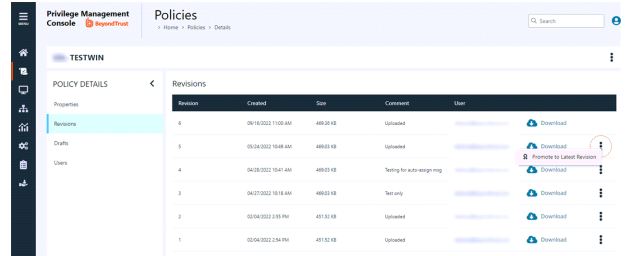 MENU
Privilege Management
Console BeyondTrust
Policies
› Home › Policies › Details
Search
TESTWIN
POLICY DETAILS
Properties
Revisions
Drafts
Users
Revisions
Revision Created Size Comment User
6 09/16/2022 11:00 AM 469.36 KB Uploaded Download
5 05/24/2022 10:48 AM 469.03 KB Uploaded Download
Promote to Latest Revision
4 04/28/2022 10:41 AM 469.03 KB Testing for auto-assign msg Download
3 04/27/2022 10:16 AM 469.03 KB Test only Download
2 02/04/2022 2:55 PM 451.52 KB Uploaded Download
1 02/04/2022 2:54 PM 451.52 KB Uploaded Download